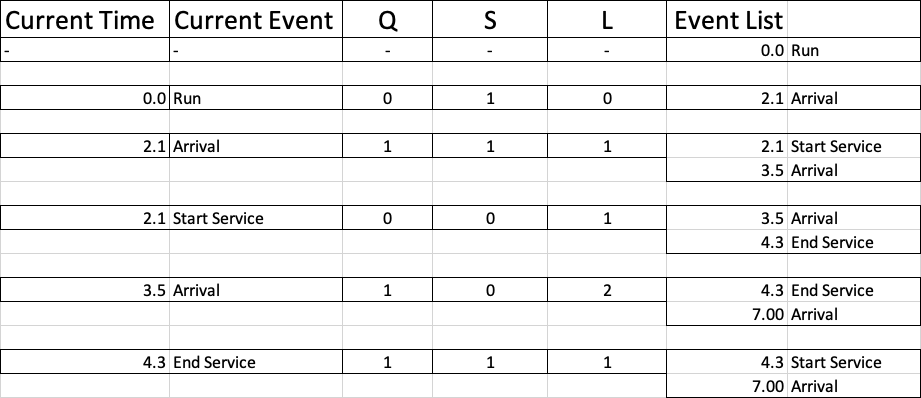 Current Time Current Event Q S L Event List
- - - - - 0.0 Run
0.0 Run 0 1 0 2.1 Arrival
2.1 Arrival 1 1 1 2.1 Start Service
3.5 Arrival
2.1 Start Service 0 0 1 3.5 Arrival
4.3 End Service
3.5 Arrival 1 0 2 4.3 End Service
7.00 Arrival
4.3 End Service 1 1 1 4.3 Start Service
7.00 Arrival